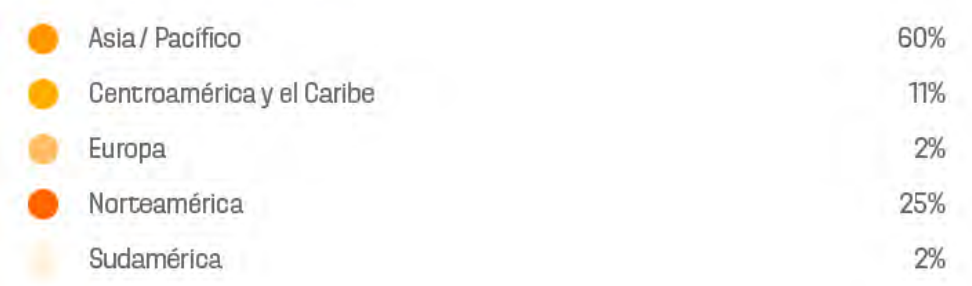 Asia / Pacífico 60%
Centroamérica y el Caribe 11%
Europa 2%
Norteamérica 25%
Sudamérica 2%